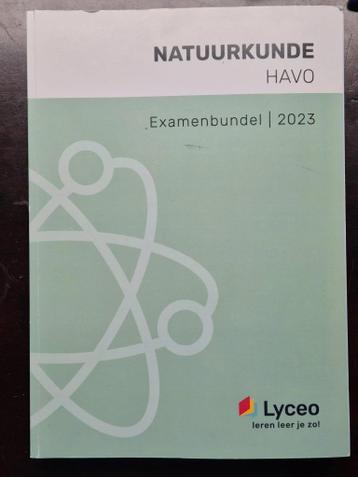 NATUURKUNDE
HAVO
Examenbundel | 2023
Lyceo
leren leer je zo!